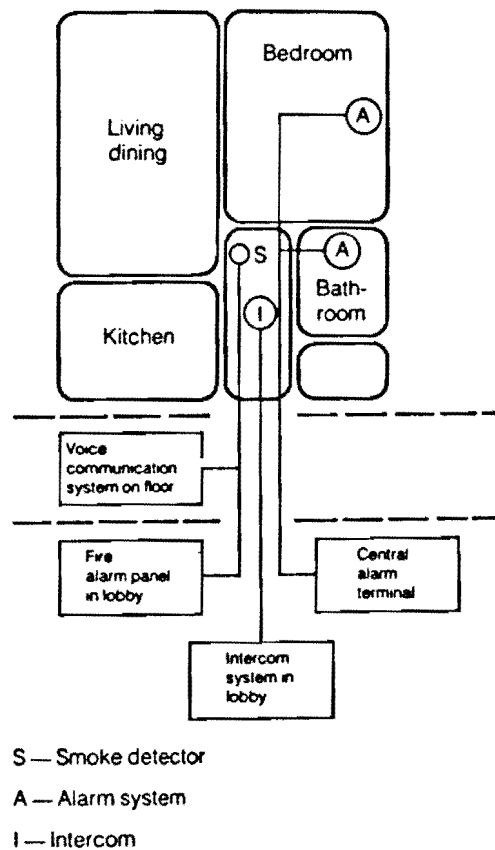 Bedroom
A
Living
dining
S
A
Bath-
room
I
Kitchen
Voice
communication
system on floor
Fire
alarm panel
in lobby
Central
alarm
terminal
Intercom
system in
lobby
S — Smoke detector
A — Alarm system
I — Intercom